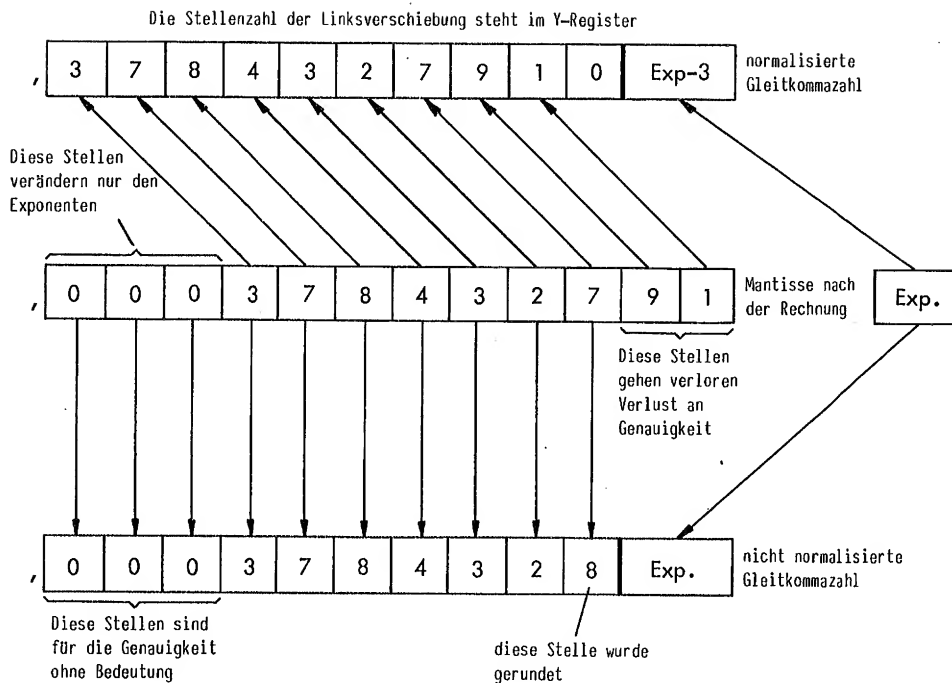 Die Stellenzahl der Linksverschiebung steht im Y-Register
, 3 7 8 4 3 2 7 9 1 0 Exp-3
normalisierte
Gleitkommazahl
Diese Stellen
verändern nur den
Exponenten
, 0 0 0 3 7 8 4 3 2 7 9 1
Mantisse nach
der Rechnung
Exp.
Diese Stellen
gehen verloren
Verlust an
Genauigkeit
, 0 0 0 3 7 8 4 3 2 8 Exp.
nicht normalisierte
Gleitkommazahl
Diese Stellen sind
für die Genauigkeit
ohne Bedeutung
diese Stelle wurde
gerundet